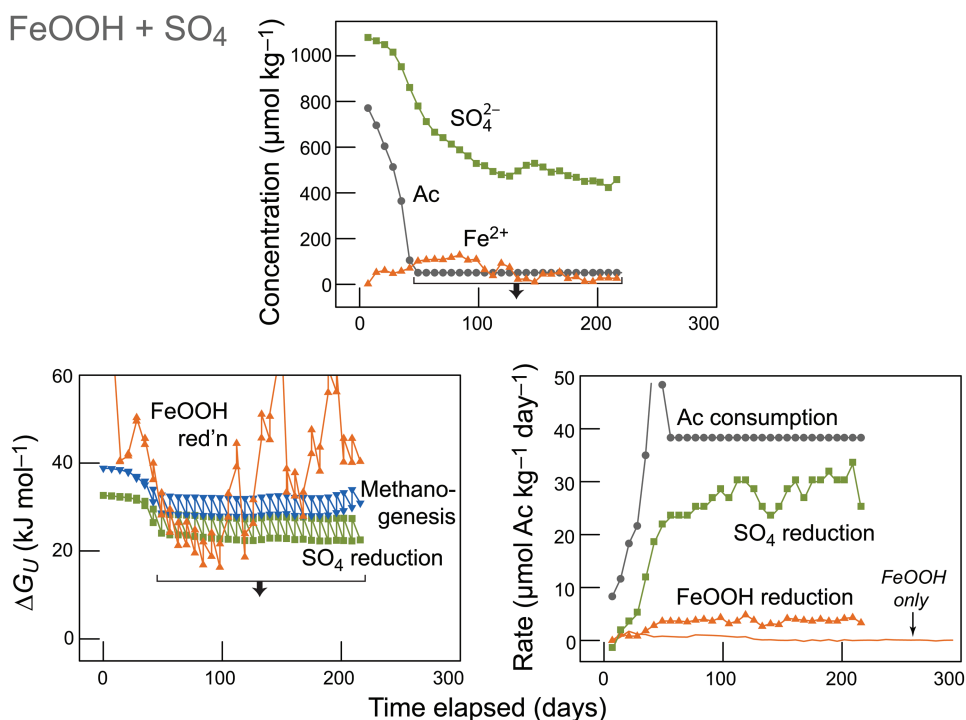 FeOOH + SO₄
Concentration (µmol kg⁻¹)
1000
800
600
400
200
0
SO₄²⁻
Ac
Fe²⁺
0 100 200 300
ΔG_U (kJ mol⁻¹)
60
40
20
0
FeOOH
red’n
Methano-
genesis
SO₄ reduction
0 100 200 300
Rate (µmol Ac kg⁻¹ day⁻¹)
50
40
30
20
10
0
Ac consumption
SO₄ reduction
FeOOH reduction
FeOOH
only
0 100 200 300
Time elapsed (days)